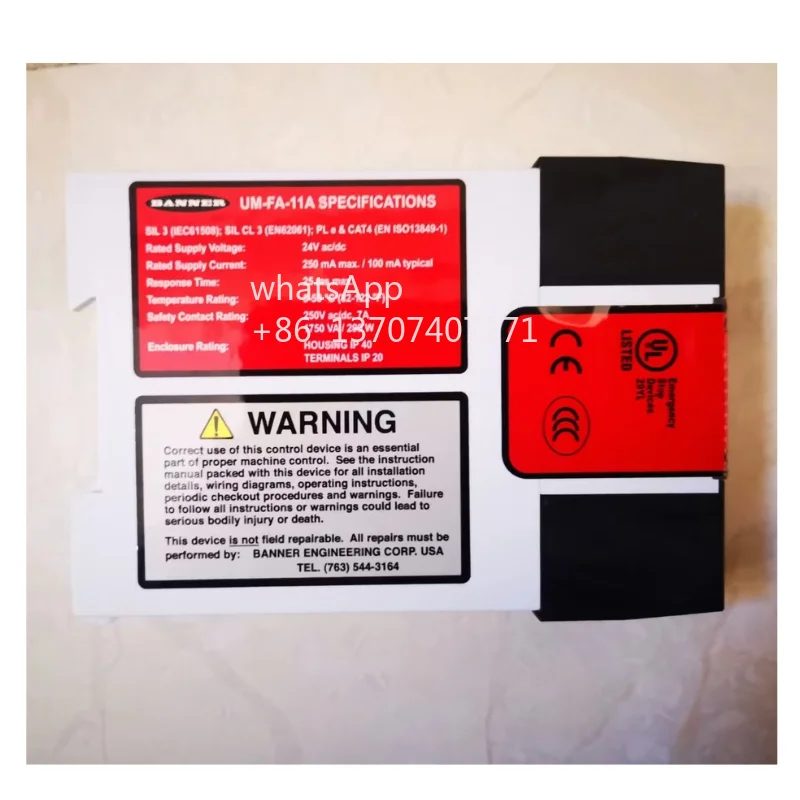 BANNER UM-FA-11A SPECIFICATIONS
SIL 3 (IEC61508); SIL CL 3 (EN62061); PL e & CAT4 (EN ISO13849-1)
Rated Supply Voltage: 24V ac/dc
Rated Supply Current: 250 mA max. / 100 mA typical
Response Time:
Temperature Rating:
Safety Contact Rating: 250V ac/dc, 7A
Enclosure Rating: HOUSING IP 40
TERMINALS IP 20
whatsApp
+86 13707407
71
WARNING
Correct use of this control device is an essential
part of proper machine control. See the instruction
manual packed with this device for all installation
details, wiring diagrams, operating instructions,
periodic checkout procedures and warnings. Failure
to follow all instructions or warnings could lead to
serious bodily injury or death.
This device is not field repairable. All repairs must be
performed by: BANNER ENGINEERING CORP. USA
TEL. (763) 544-3164
CE
CCC
UL
LISTED
Emergency
Stop
Devices
29YL